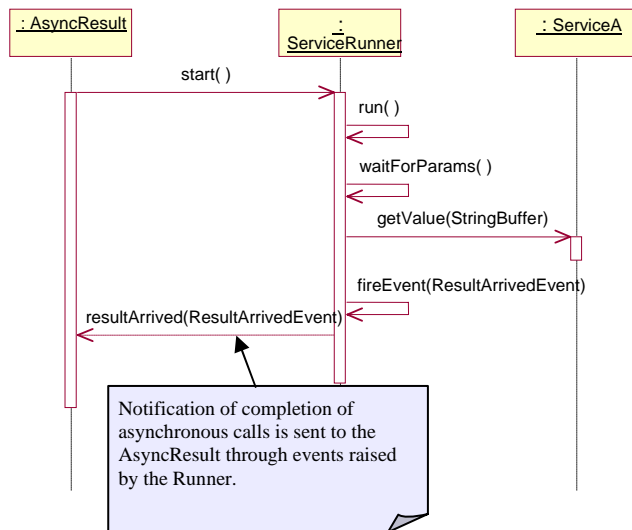 : AsyncResult
:
ServiceRunner
: ServiceA
start( )
run( )
waitForParams( )
getValue(StringBuffer)
fireEvent(ResultArrivedEvent)
resultArrived(ResultArrivedEvent)
Notification of completion of
asynchronous calls is sent to the
AsyncResult through events raised
by the Runner.